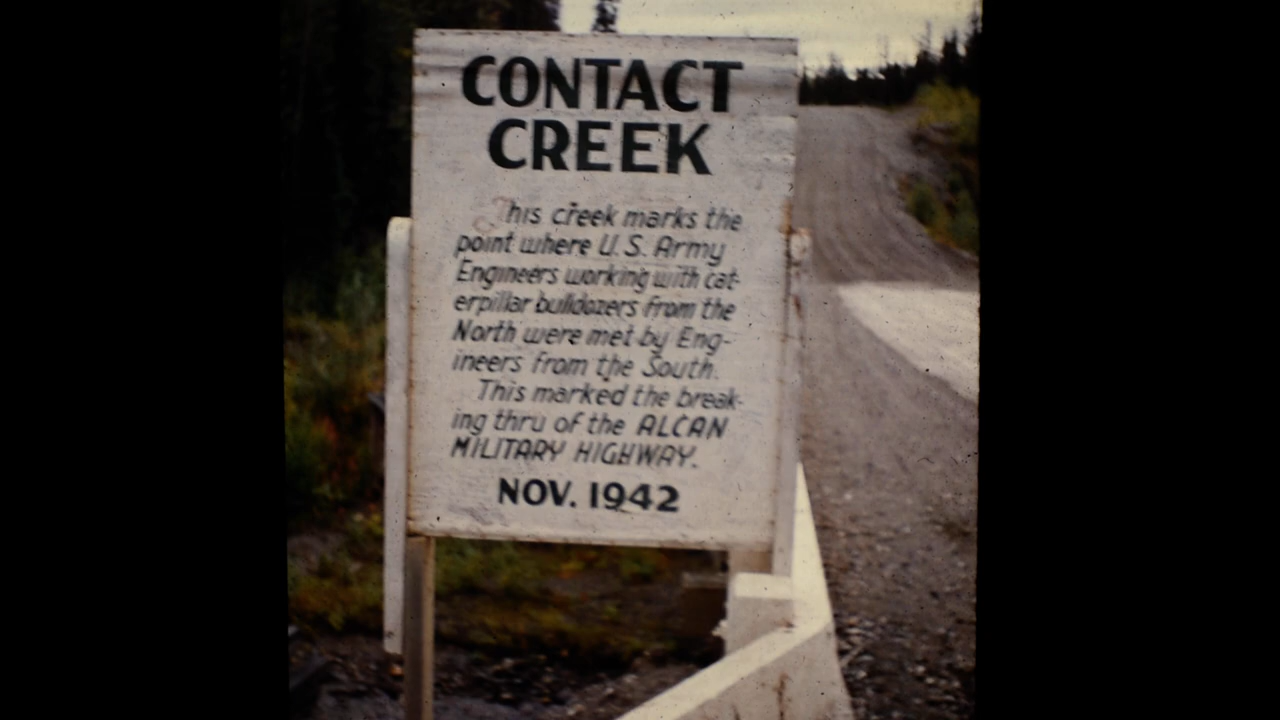 CONTACT
CREEK
This creek marks the
point where U.S. Army
Engineers working with cat-
erpillar bulldozers from the
North were met by Eng-
ineers from the South.
This marked the break-
ing thru of the ALCAN
MILITARY HIGHWAY.
NOV. 1942